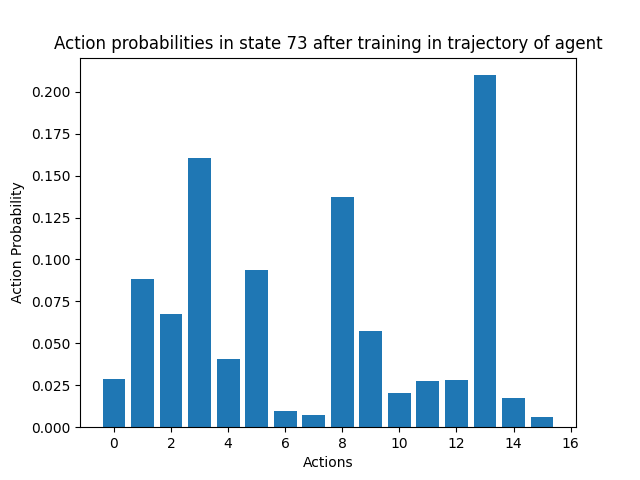 Action probabilities in state 73 after training in trajectory of agent
0.200
0.175
0.150
0.125
0.100
0.075
0.050
0.025
0.000
Action Probability
0 2 4 6 8 10 12 14 16
Actions